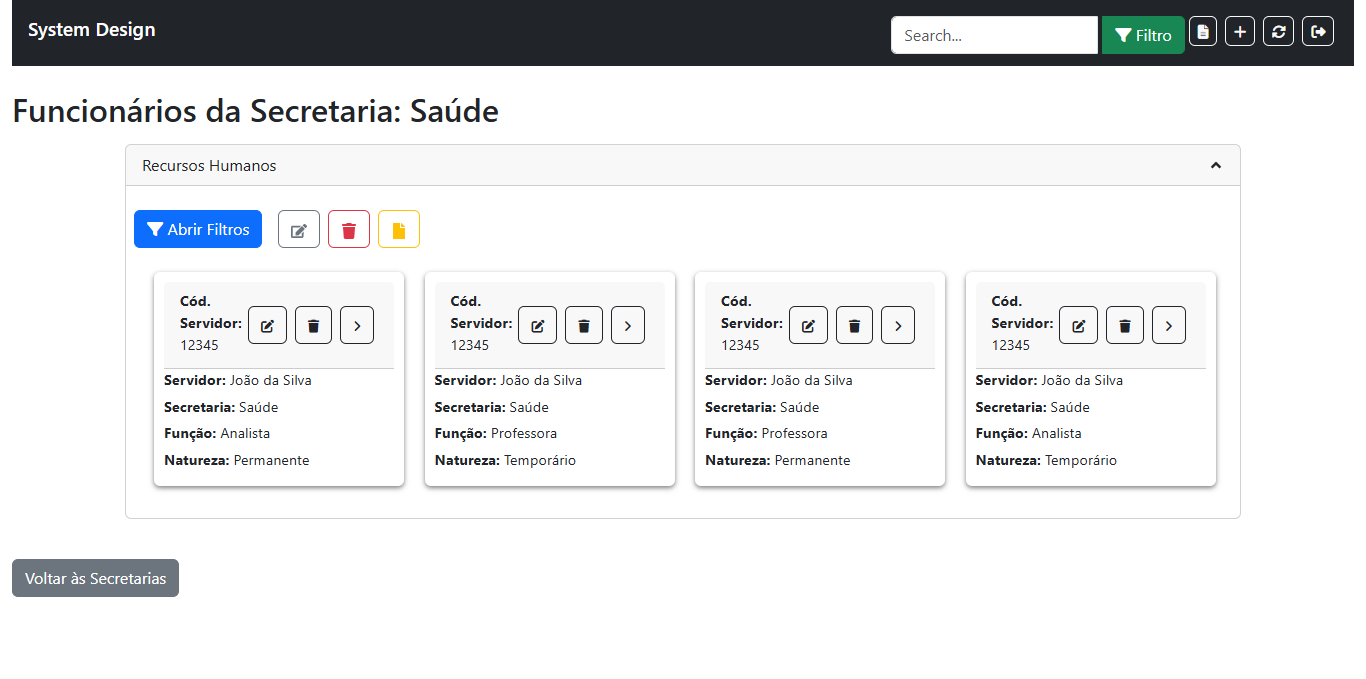 System Design
Search...
Filtro
Funcionários da Secretaria: Saúde
Recursos Humanos
Abrir Filtros
Cód.
Servidor:
12345
Servidor: João da Silva
Secretaria: Saúde
Função: Analista
Natureza: Permanente
Cód.
Servidor:
12345
Servidor: João da Silva
Secretaria: Saúde
Função: Professora
Natureza: Temporário
Cód.
Servidor:
12345
Servidor: João da Silva
Secretaria: Saúde
Função: Professora
Natureza: Permanente
Cód.
Servidor:
12345
Servidor: João da Silva
Secretaria: Saúde
Função: Analista
Natureza: Temporário
Voltar às Secretarias